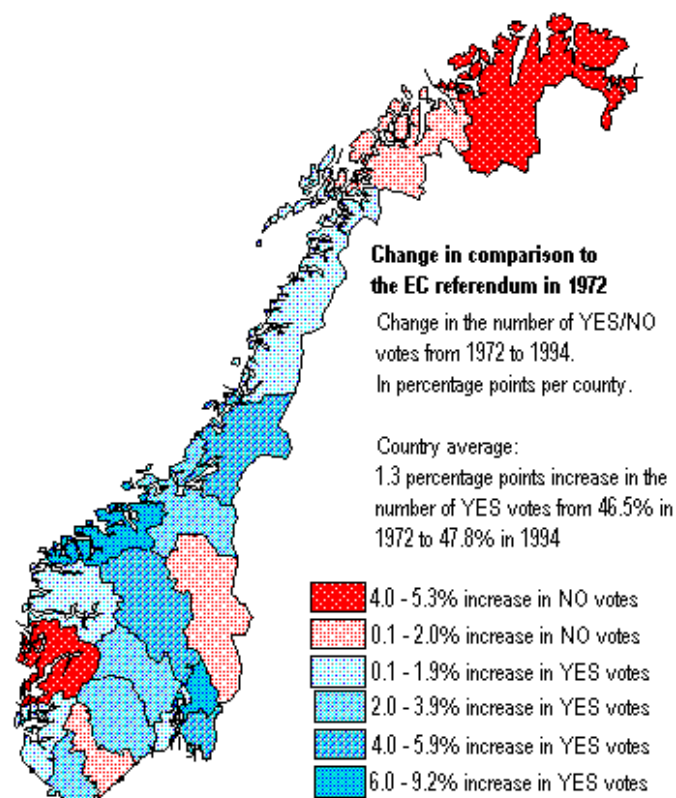 Change in comparison to
the EC referendum in 1972
Change in the number of YES/NO
votes from 1972 to 1994.
In percentage points per county.
Country average:
1.3 percentage points increase in the
number of YES votes from 46.5% in
1972 to 47.8% in 1994
4.0 - 5.3% increase in NO votes
0.1 - 2.0% increase in NO votes
0.1 - 1.9% increase in YES votes
2.0 - 3.9% increase in YES votes
4.0 - 5.9% increase in YES votes
6.0 - 9.2% increase in YES votes